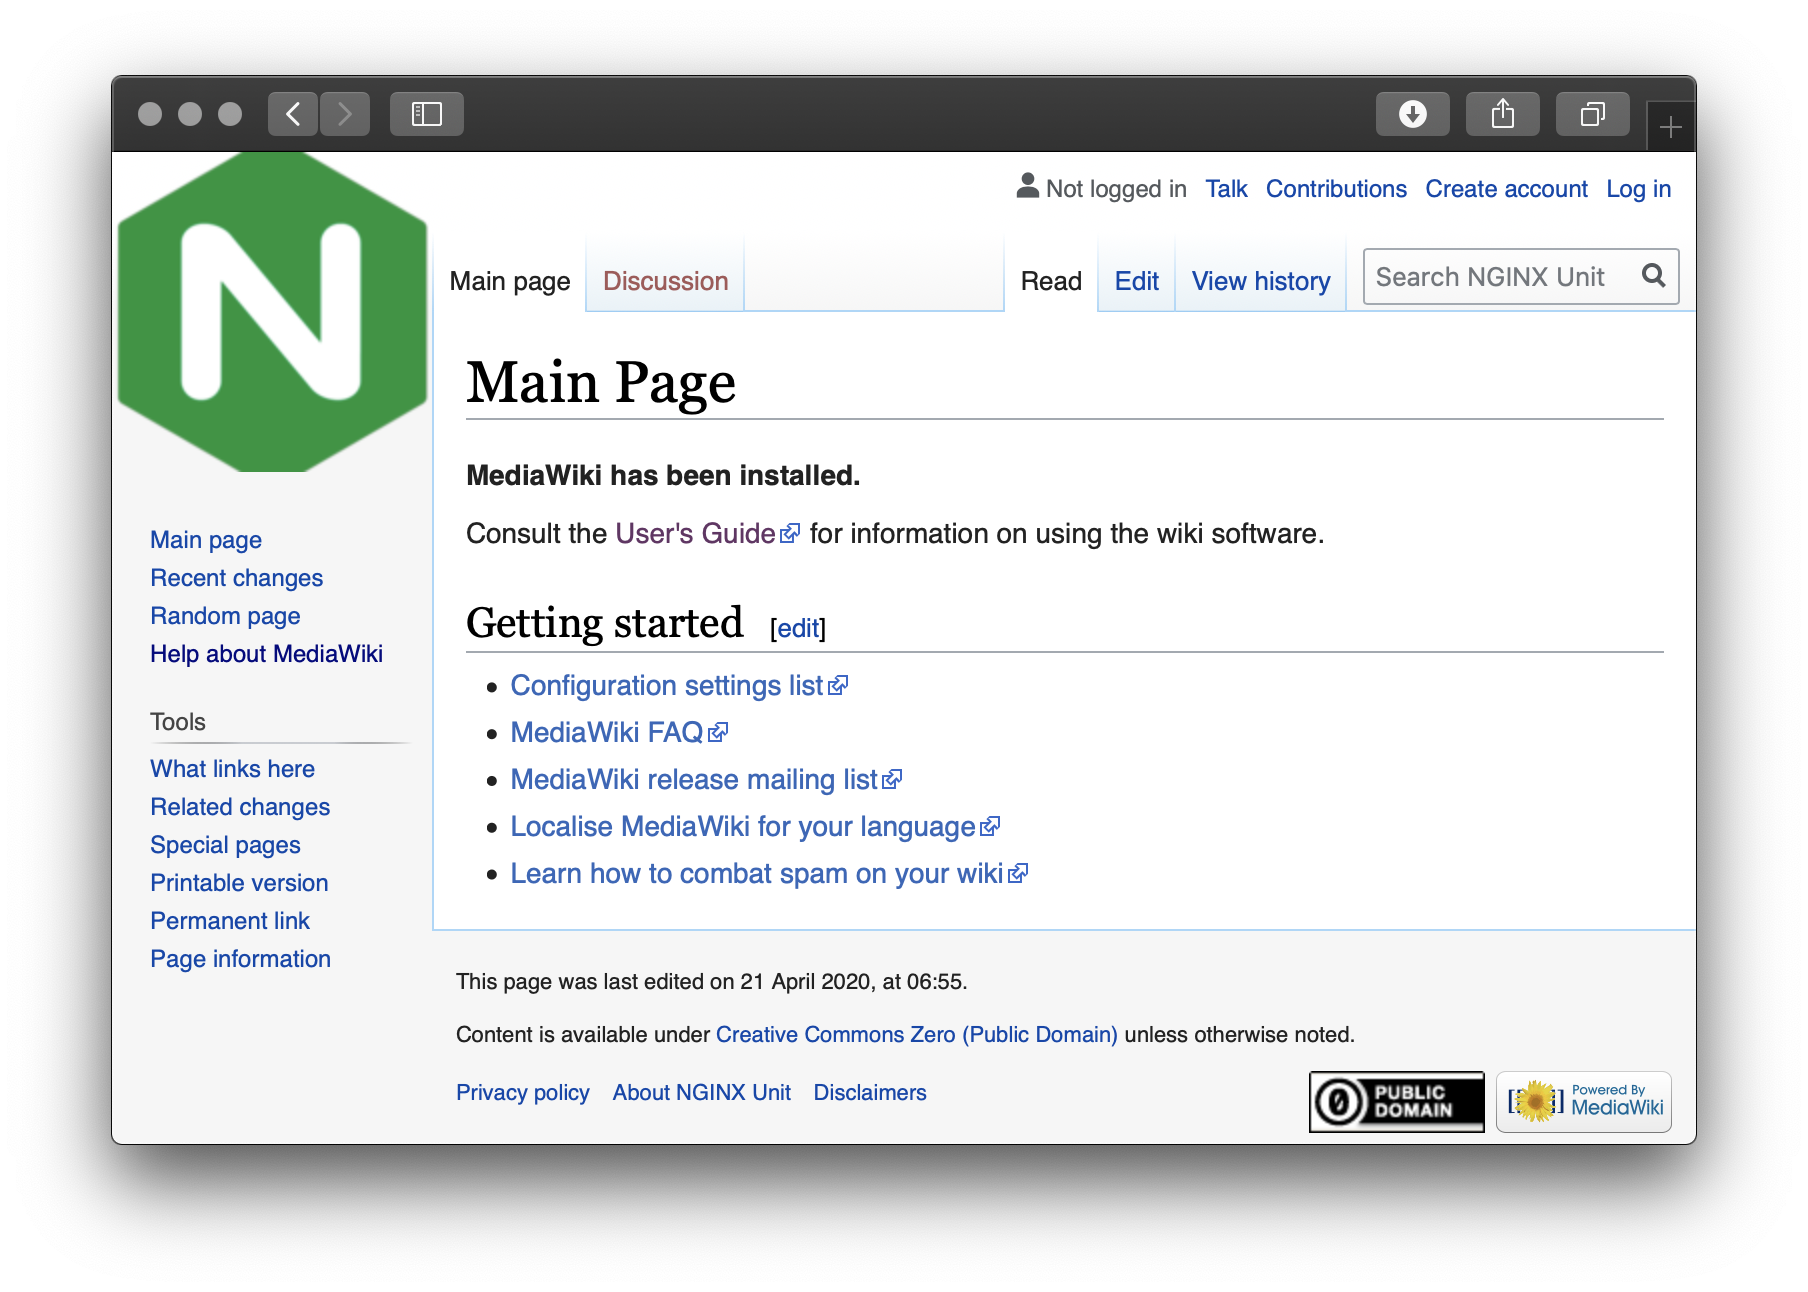 Not logged in Talk Contributions Create account Log in
Main page Discussion Read Edit View history Search NGINX Unit
Main Page
MediaWiki has been installed.
Consult the User's Guide for information on using the wiki software.
Getting started [edit]
• Configuration settings list
• MediaWiki FAQ
• MediaWiki release mailing list
• Localise MediaWiki for your language
• Learn how to combat spam on your wiki
N
Main page
Recent changes
Random page
Help about MediaWiki
Tools
What links here
Related changes
Special pages
Printable version
Permanent link
Page information
This page was last edited on 21 April 2020, at 06:55.
Content is available under Creative Commons Zero (Public Domain) unless otherwise noted.
Privacy policy About NGINX Unit Disclaimers
0 PUBLIC
DOMAIN
Powered By
MediaWiki